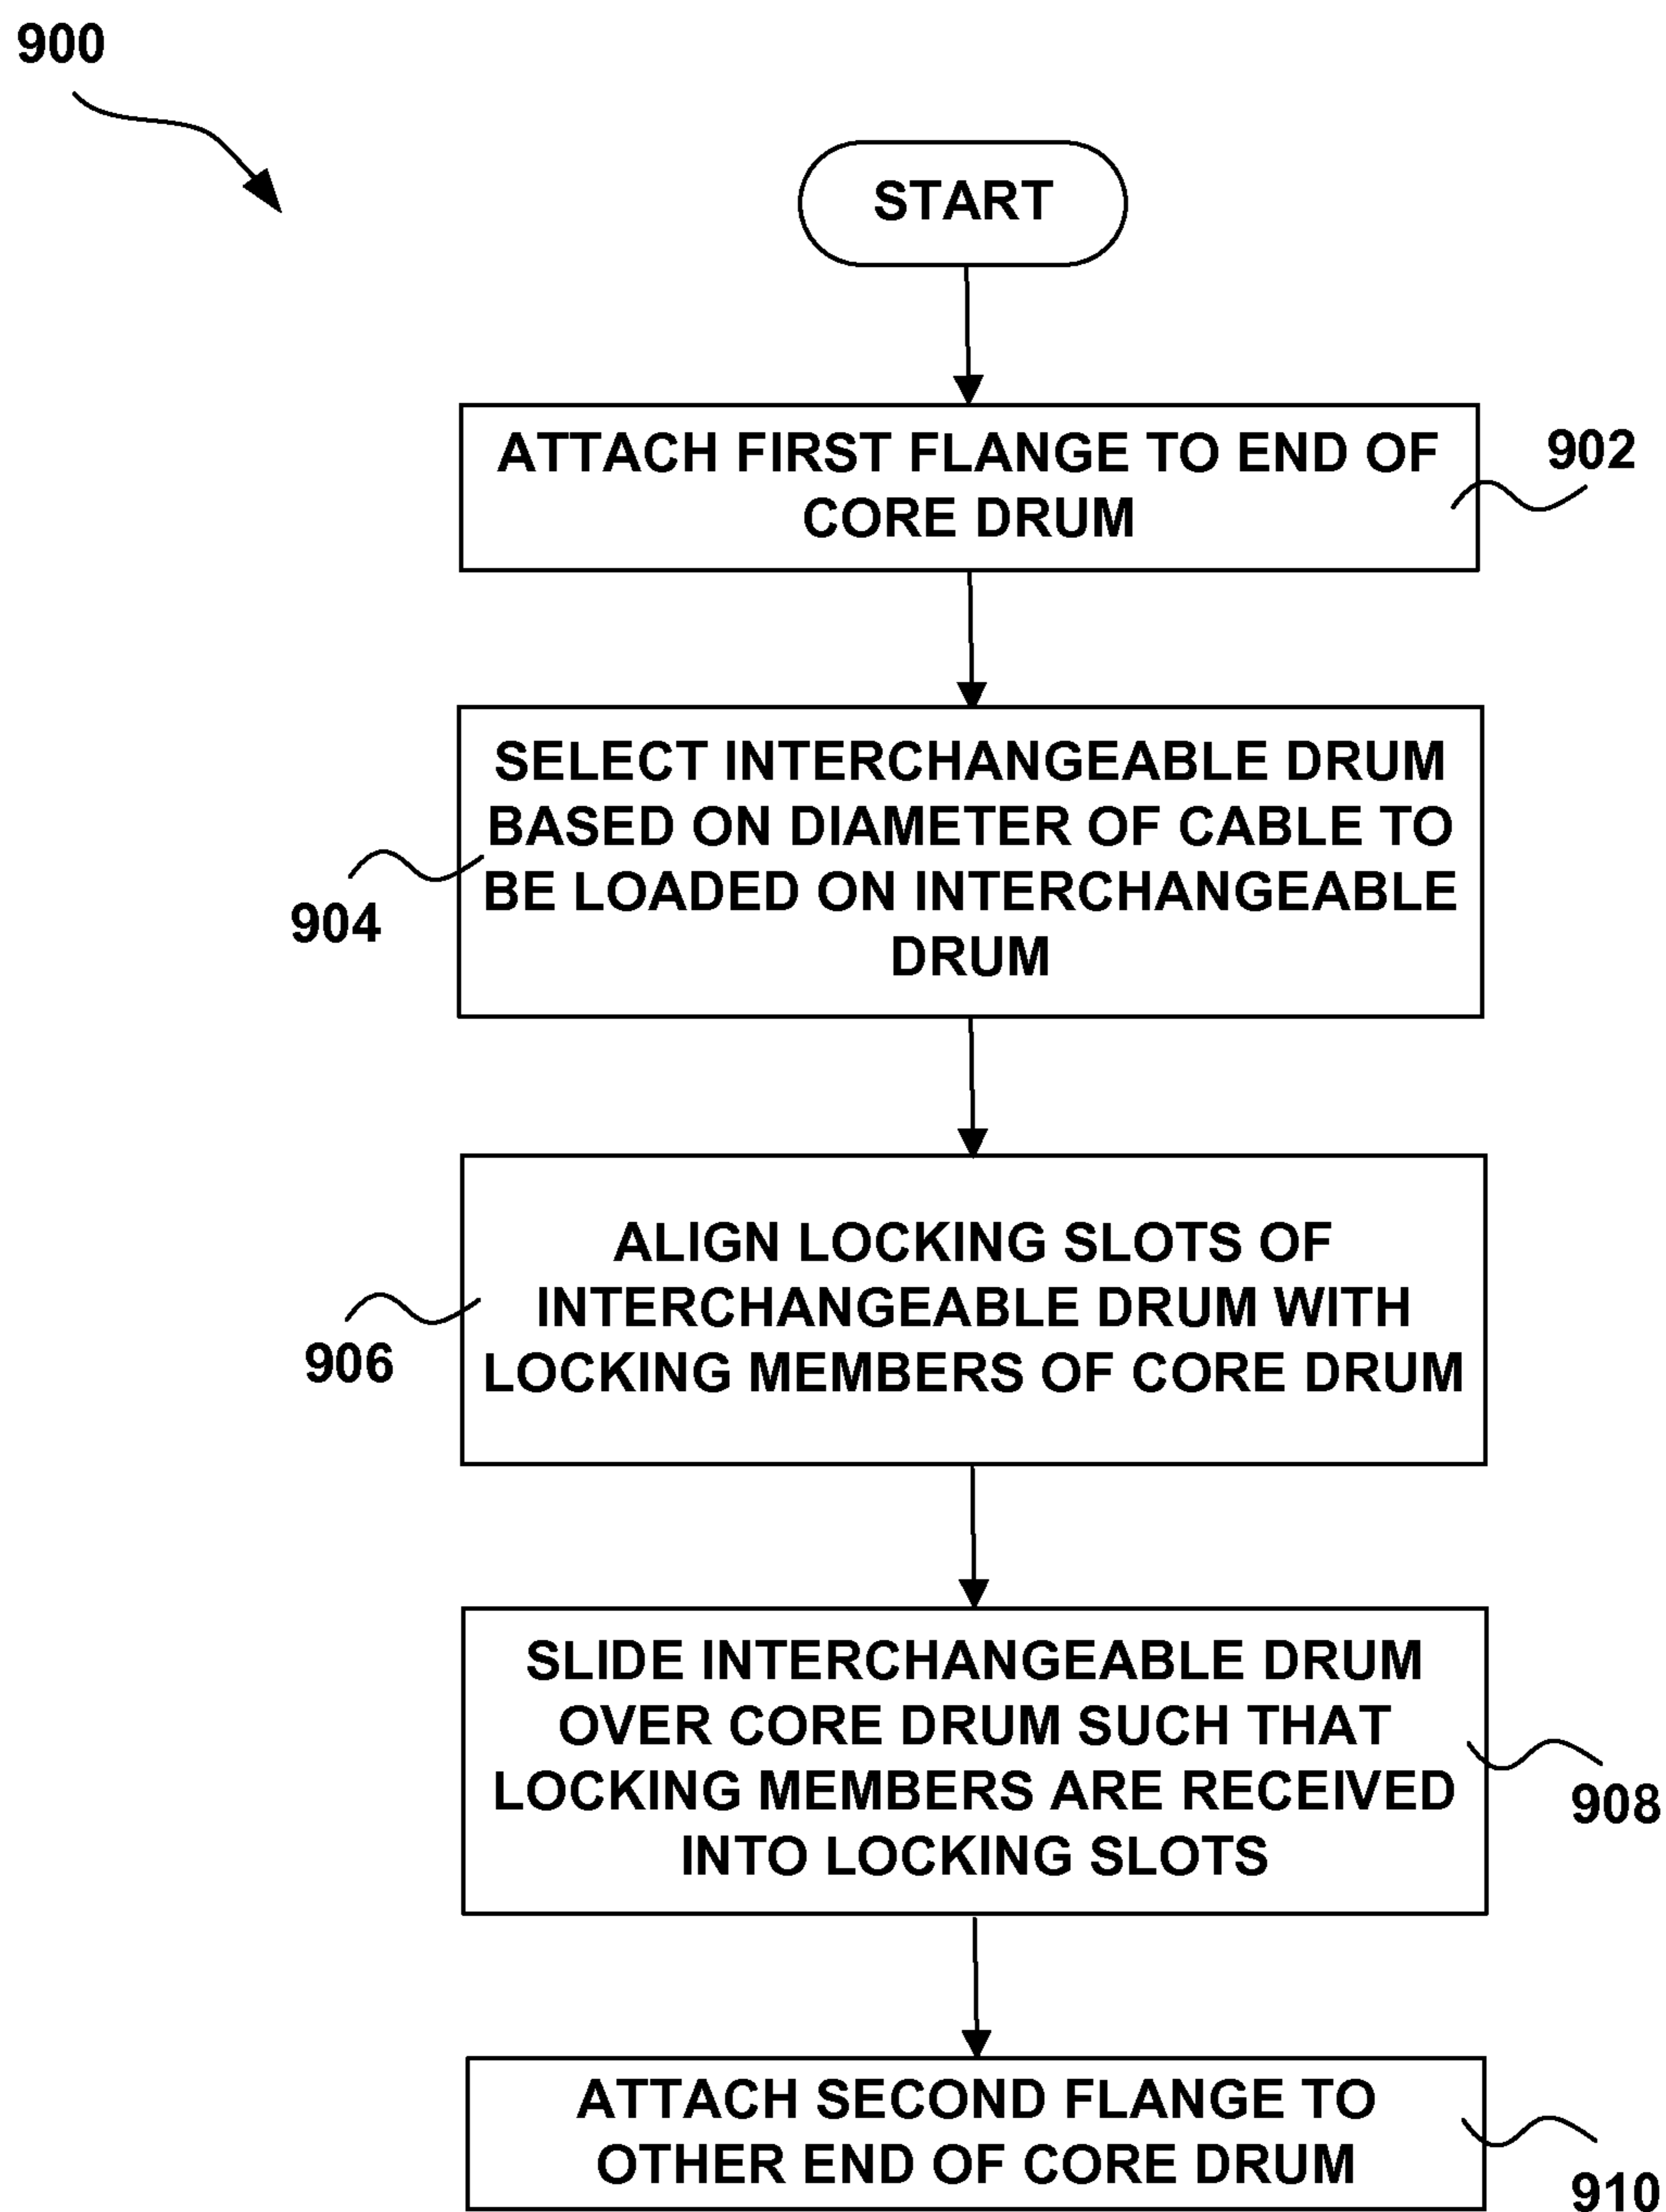 900
START
ATTACH FIRST FLANGE TO END OF
CORE DRUM
902
SELECT INTERCHANGEABLE DRUM
BASED ON DIAMETER OF CABLE TO
BE LOADED ON INTERCHANGEABLE
DRUM
904
ALIGN LOCKING SLOTS OF
INTERCHANGEABLE DRUM WITH
LOCKING MEMBERS OF CORE DRUM
906
SLIDE INTERCHANGEABLE DRUM
OVER CORE DRUM SUCH THAT
LOCKING MEMBERS ARE RECEIVED
INTO LOCKING SLOTS
908
ATTACH SECOND FLANGE TO
OTHER END OF CORE DRUM
910